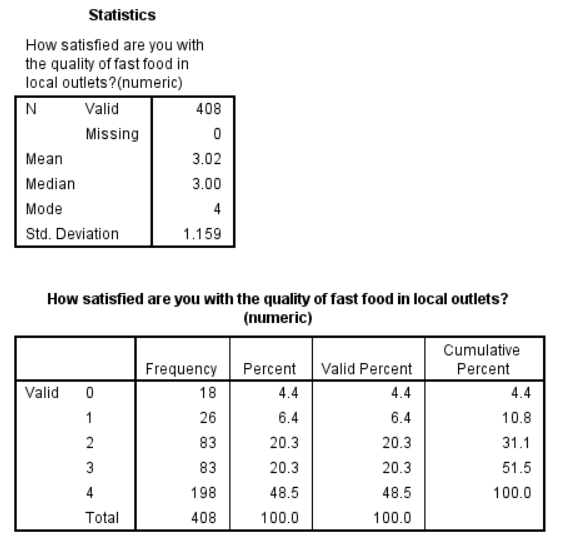 Statistics
How satisfied are you with
the quality of fast food in
local outlets?(numeric)
N Valid 408
Missing 0
Mean 3.02
Median 3.00
Mode 4
Std. Deviation 1.159
How satisfied are you with the quality of fast food in local outlets?
(numeric)
Frequency Percent Valid Percent Cumulative Percent
Valid 0 18 4.4 4.4 4.4
1 26 6.4 6.4 10.8
2 83 20.3 20.3 31.1
3 83 20.3 20.3 51.5
4 198 48.5 48.5 100.0
Total 408 100.0 100.0